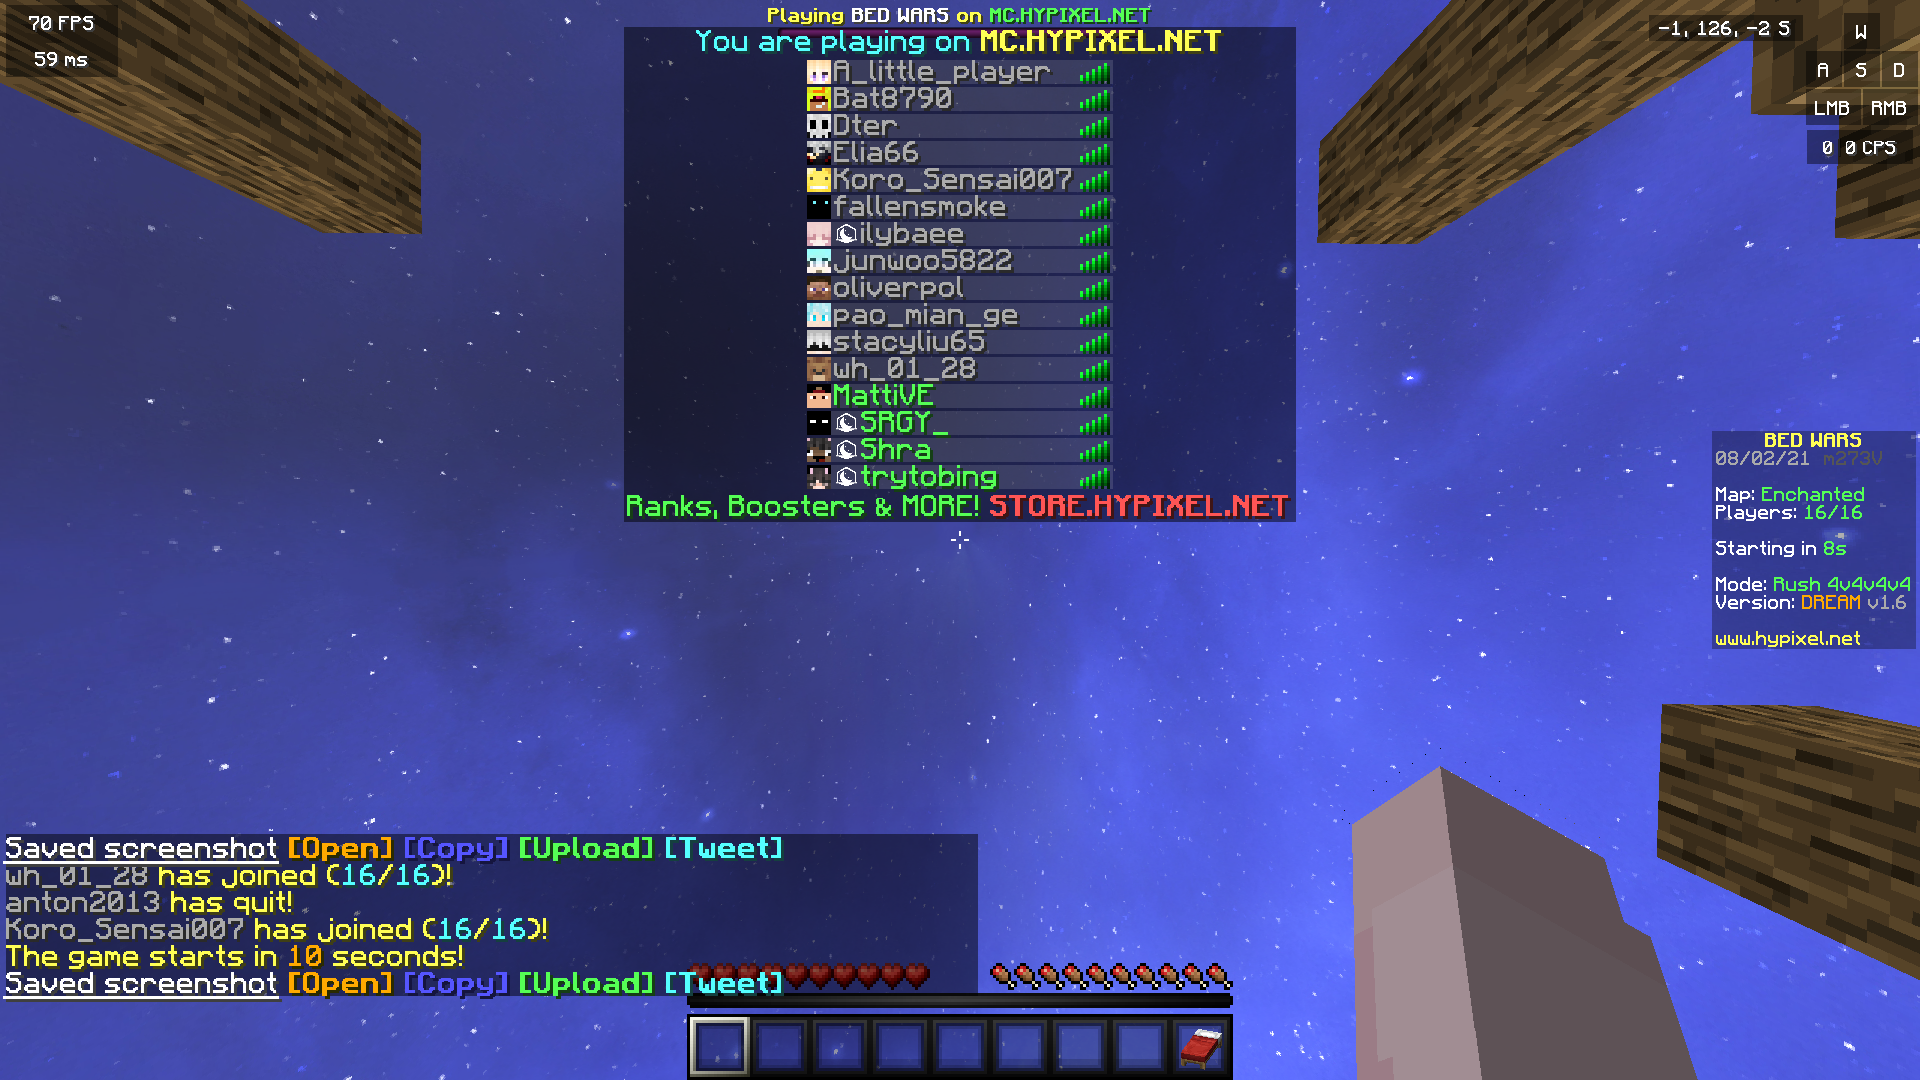 70 FPS
59 ms
Playing BED WARS on MC.HYPIXEL.NET
You are playing on MC.HYPIXEL.NET
A_little_player
Bat8790
Dter
Elia66
Koro_Sensai007
fallensmoke
ilybaee
junwoo5822
oliverpol
pao_mian_ge
stacyliu65
wh_01_28
MattiVE
SRGY_
Shra
trytobing
Ranks, Boosters & MORE! STORE.HYPIXEL.NET
-1, 126, -2 S
W
A S D
LMB RMB
0 0 CPS
BED WARS
08/02/21 m273V
Map: Enchanted
Players: 16/16
Starting in 8s
Mode: Rush 4v4v4v4
Version: DREAM v1.6
www.hypixel.net
Saved screenshot [Open] [Copy] [Upload] [Tweet]
wh_01_28 has joined (16/16)!
anton2013 has quit!
Koro_Sensai007 has joined (16/16)!
The game starts in 10 seconds!
Saved screenshot [Open] [Copy] [Upload] [Tweet]